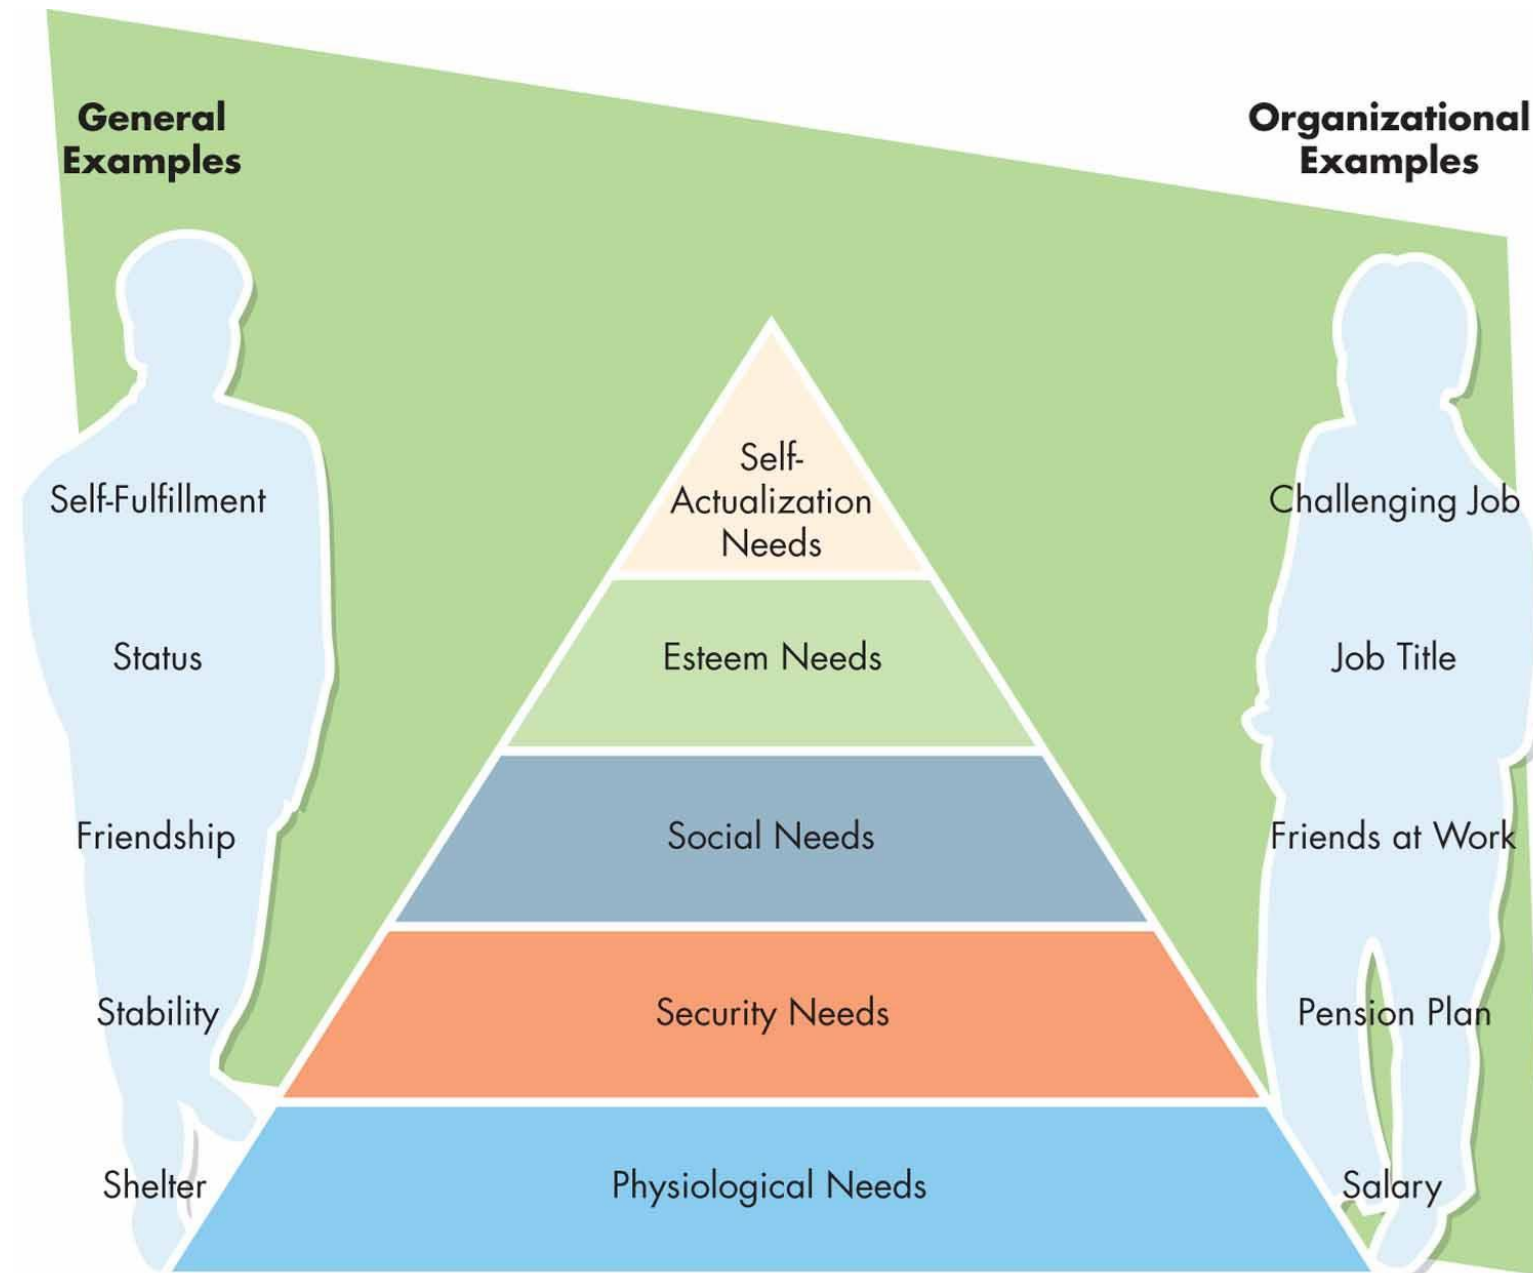 General
Examples
Organizational
Examples
Self-Fulfillment
Self-
Actualization
Needs
Challenging Job
Status
Esteem Needs
Job Title
Friendship
Social Needs
Friends at Work
Stability
Security Needs
Pension Plan
Shelter
Physiological Needs
Salary